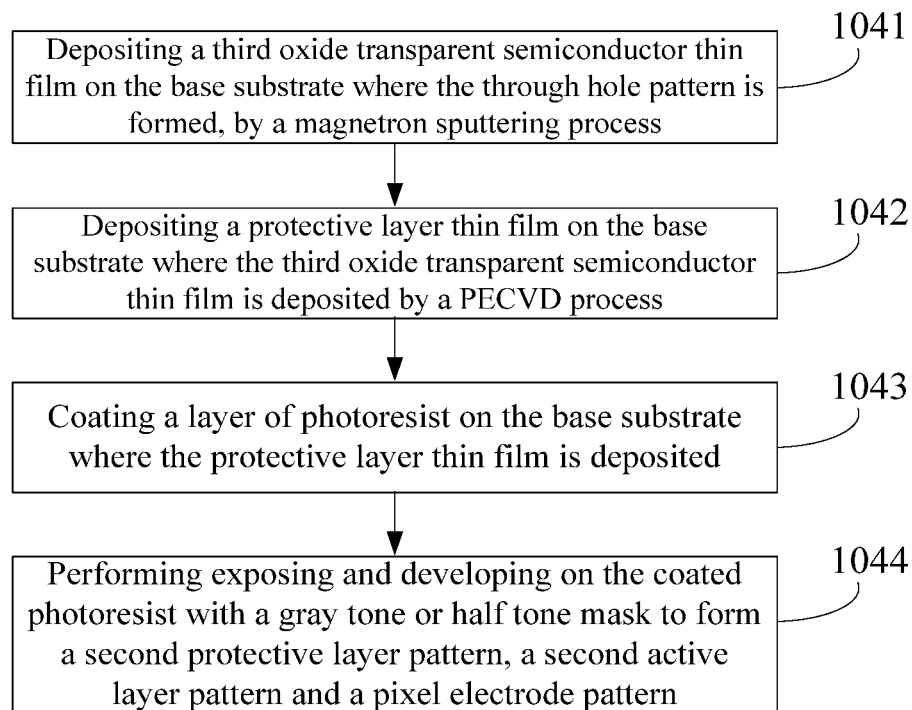 1041
Depositing a third oxide transparent semiconductor thin
film on the base substrate where the through hole pattern is
formed, by a magnetron sputtering process
1042
Depositing a protective layer thin film on the base
substrate where the third oxide transparent semiconductor
thin film is deposited by a PECVD process
1043
Coating a layer of photoresist on the base substrate
where the protective layer thin film is deposited
1044
Performing exposing and developing on the coated
photoresist with a gray tone or half tone mask to form
a second protective layer pattern, a second active
layer pattern and a pixel electrode pattern